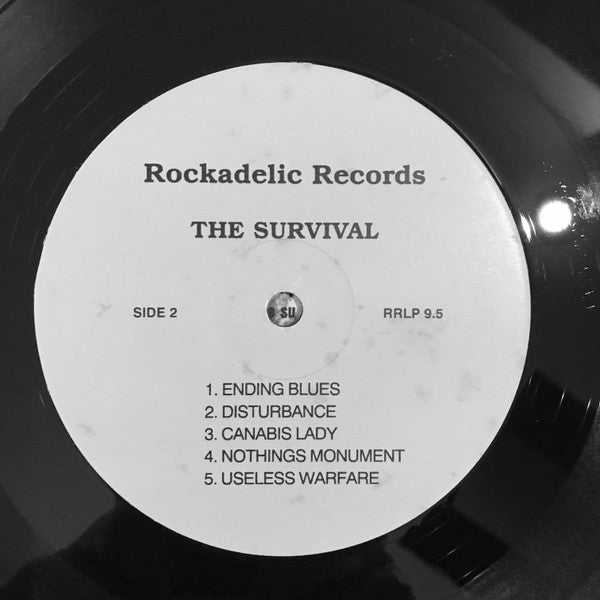 Rockadelic Records
THE SURVIVAL
SIDE 2
su
RRLP 9.5
1. ENDING BLUES
2. DISTURBANCE
3. CANABIS LADY
4. NOTHINGS MONUMENT
5. USELESS WARFARE